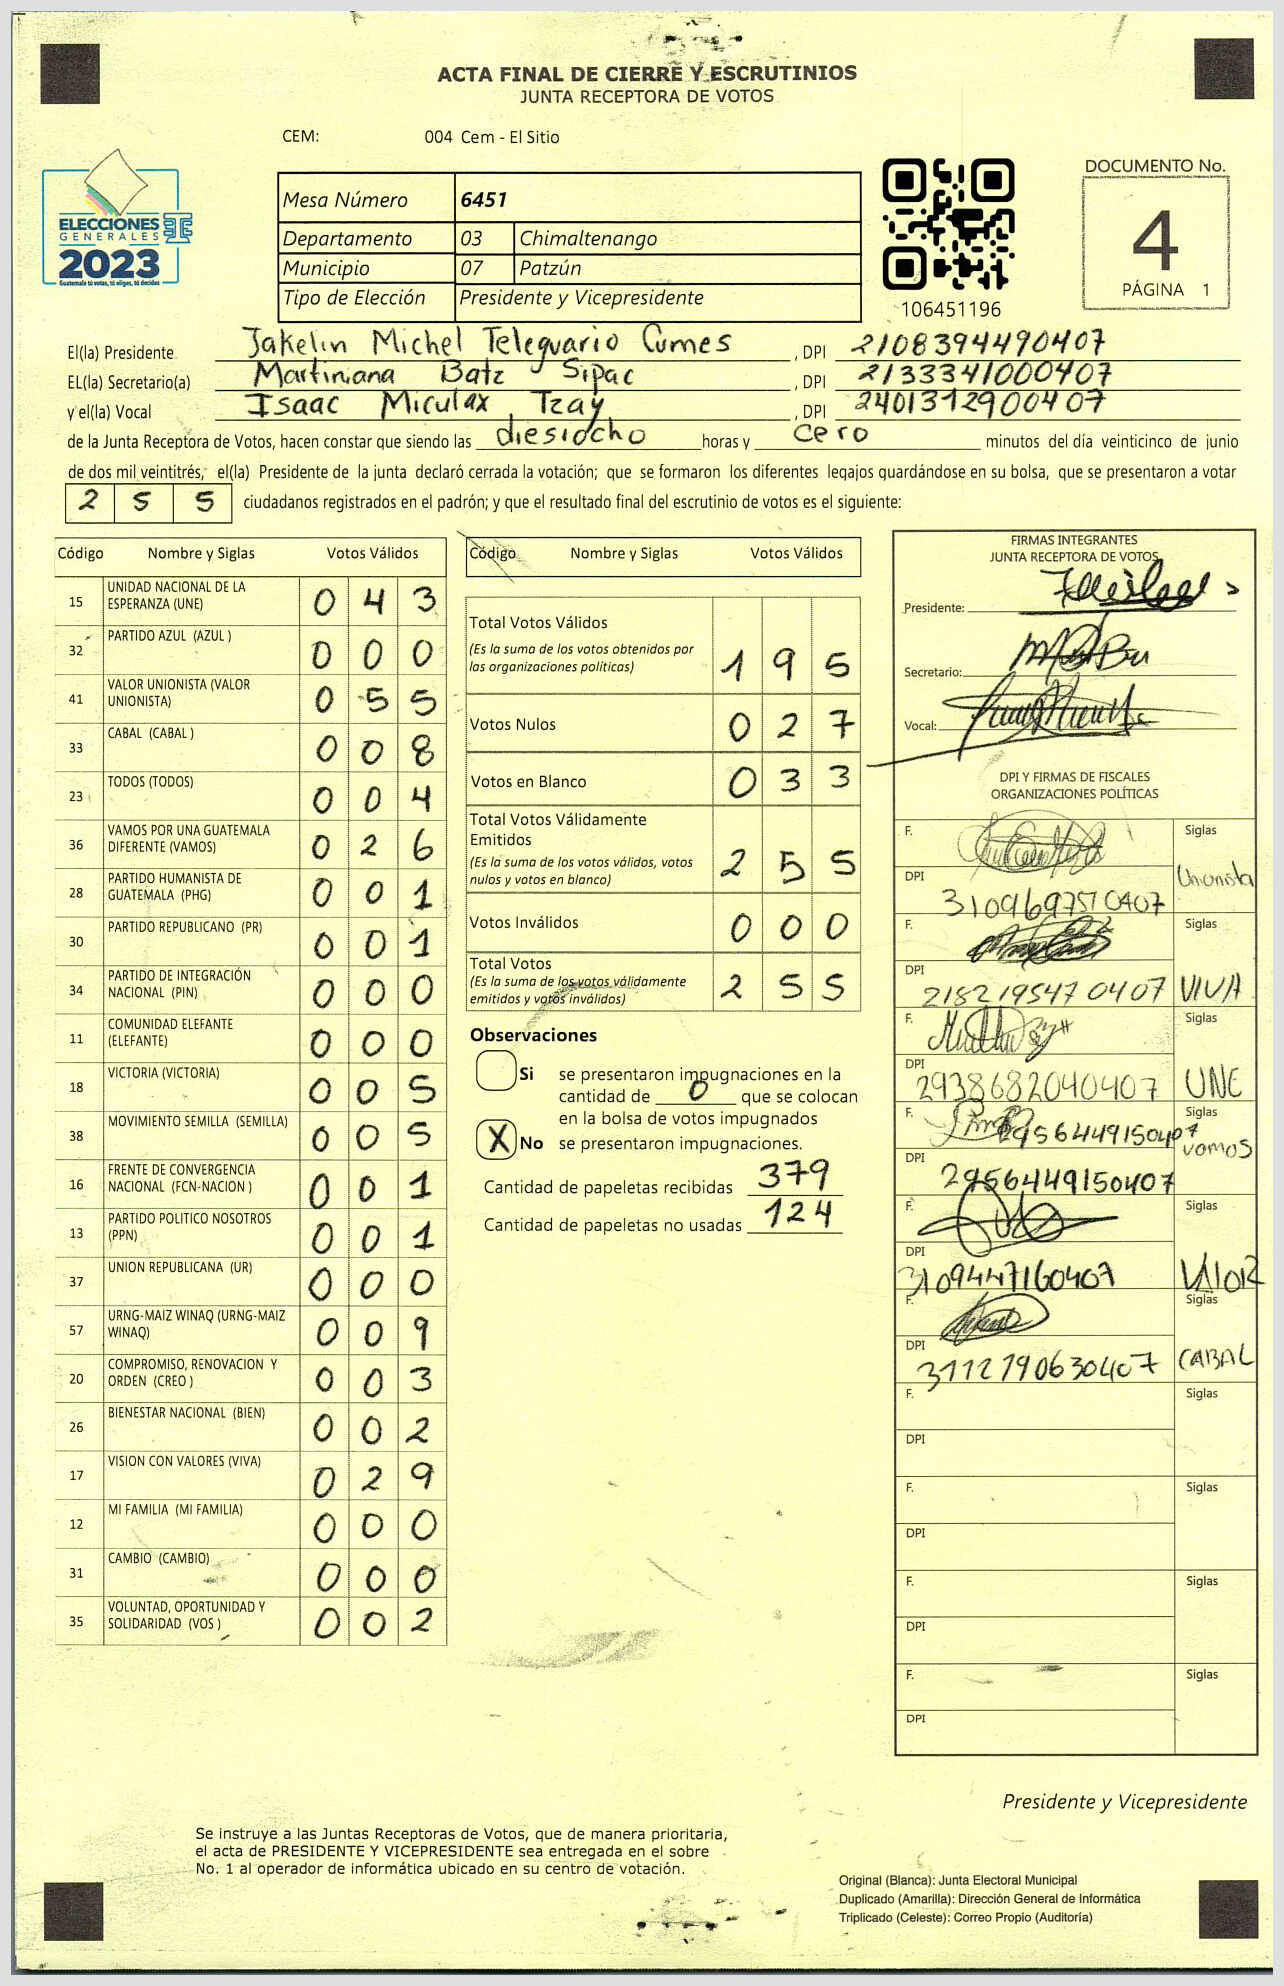 ACTA FINAL DE CIERRE Y ESCRUTINIOS
JUNTA RECEPTORA DE VOTOS
CEM: 004 Cem - El Sitio
ELECCIONES
GENERALES
2023
Guatemala tú votas, tú eliges, tú decides
Mesa Número 6451
Departamento 03 Chimaltenango
Municipio 07 Patzún
Tipo de Elección Presidente y Vicepresidente
106451196
DOCUMENTO No.
4
PÁGINA 1
El(la) Presidente Jakelin Michel Teleguario Cumes , DPI 2108394490407
EL(la) Secretario(a) Martiniana Batz Sipac , DPI 2133341000407
y el(la) Vocal Isaac Miculax Tzay , DPI 2401312900407
de la Junta Receptora de Votos, hacen constar que siendo las diesiocho horas y cero minutos del día veinticinco de junio
de dos mil veintitrés, el(la) Presidente de la junta declaró cerrada la votación; que se formaron los diferentes legajos guardándose en su bolsa, que se presentaron a votar
2 5 5 ciudadanos registrados en el padrón; y que el resultado final del escrutinio de votos es el siguiente:
Código Nombre y Siglas Votos Válidos
15 UNIDAD NACIONAL DE LA
ESPERANZA (UNE) 0 4 3
32 PARTIDO AZUL (AZUL ) 0 0 0
41 VALOR UNIONISTA (VALOR
UNIONISTA) 0 5 5
33 CABAL (CABAL ) 0 0 8
23 TODOS (TODOS) 0 0 4
36 VAMOS POR UNA GUATEMALA
DIFERENTE (VAMOS) 0 2 6
28 PARTIDO HUMANISTA DE
GUATEMALA (PHG) 0 0 1
30 PARTIDO REPUBLICANO (PR) 0 0 1
34 PARTIDO DE INTEGRACIÓN
NACIONAL (PIN) 0 0 0
11 COMUNIDAD ELEFANTE
(ELEFANTE) 0 0 0
18 VICTORIA (VICTORIA) 0 0 5
38 MOVIMIENTO SEMILLA (SEMILLA) 0 0 5
16 FRENTE DE CONVERGENCIA
NACIONAL (FCN-NACION ) 0 0 1
13 PARTIDO POLITICO NOSOTROS
(PPN) 0 0 1
37 UNION REPUBLICANA (UR) 0 0 0
57 URNG-MAIZ WINAQ (URNG-MAIZ
WINAQ) 0 0 9
20 COMPROMISO, RENOVACION Y
ORDEN (CREO ) 0 0 3
26 BIENESTAR NACIONAL (BIEN) 0 0 2
17 VISION CON VALORES (VIVA) 0 2 9
12 MI FAMILIA (MI FAMILIA) 0 0 0
31 CAMBIO (CAMBIO) 0 0 0
35 VOLUNTAD, OPORTUNIDAD Y
SOLIDARIDAD (VOS ) 0 0 2
Código Nombre y Siglas Votos Válidos
Total Votos Válidos
(Es la suma de los votos obtenidos por
las organizaciones políticas) 1 9 5
Votos Nulos 0 2 7
Votos en Blanco 0 3 3
Total Votos Válidamente
Emitidos
(Es la suma de los votos válidos, votos
nulos y votos en blanco) 2 5 5
Votos Inválidos 0 0 0
Total Votos
(Es la suma de los votos válidamente
emitidos y votos inválidos) 2 5 5
Observaciones
Si se presentaron impugnaciones en la
cantidad de 0 que se colocan
en la bolsa de votos impugnados
X No se presentaron impugnaciones.
Cantidad de papeletas recibidas 379
Cantidad de papeletas no usadas 124
FIRMAS INTEGRANTES
JUNTA RECEPTORA DE VOTOS
Presidente:
Secretario:
Vocal:
DPI Y FIRMAS DE FISCALES
ORGANIZACIONES POLÍTICAS
F. Siglas
DPI 3109697570407 Unionista
F. Siglas
DPI 2182195470407 VIVA
F. Siglas
DPI 2938682040407 UNE
F. 2956449150407 Siglas
DPI 2956449150407 vamos
F. Siglas
DPI 3109447160407 VALOR
F. Siglas
DPI 3112790630407 CABAL
F. Siglas
DPI
F. Siglas
DPI
F. Siglas
DPI
F. Siglas
DPI
Presidente y Vicepresidente
Se instruye a las Juntas Receptoras de Votos, que de manera prioritaria,
el acta de PRESIDENTE Y VICEPRESIDENTE sea entregada en el sobre
No. 1 al operador de informática ubicado en su centro de votación.
Original (Blanca): Junta Electoral Municipal
Duplicado (Amarilla): Dirección General de Informática
Triplicado (Celeste): Correo Propio (Auditoría)